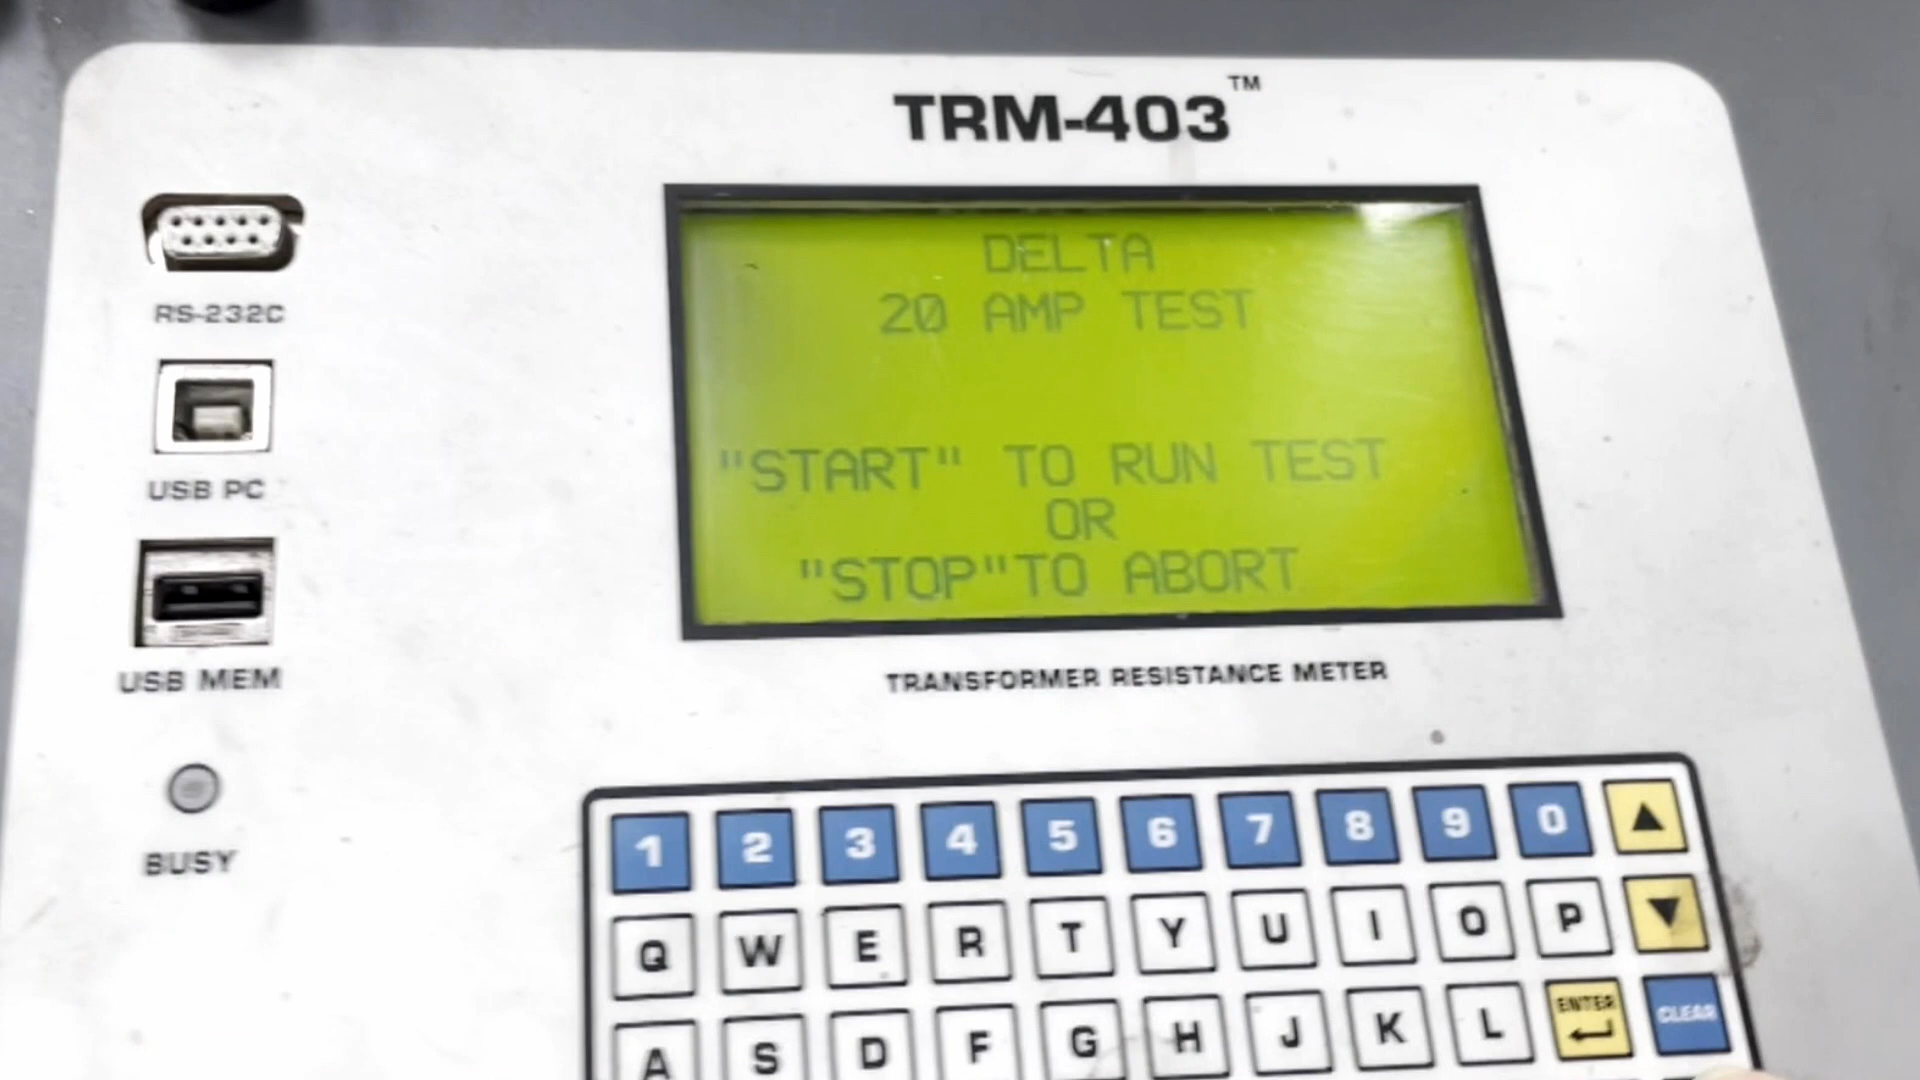 TRM-403™
RS-232C
USB PC
USB MEM
BUSY
DELTA
20 AMP TEST
"START" TO RUN TEST
OR
"STOP"TO ABORT
TRANSFORMER RESISTANCE METER
1 2 3 4 5 6 7 8 9 0 ▲
Q W E R T Y U I O P ▼
A S D F G H J K L ENTER CLEAR